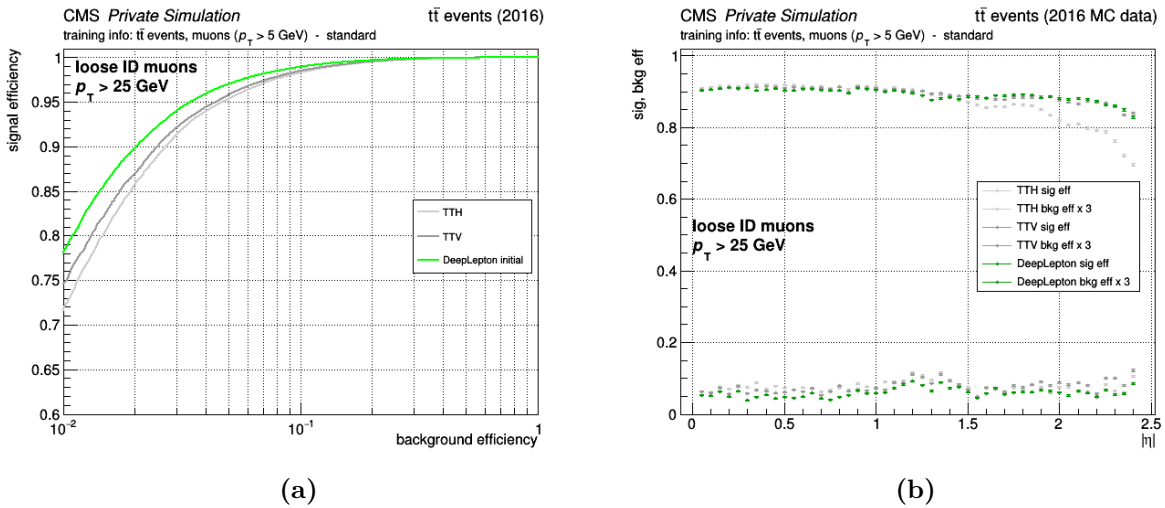 CMS Private Simulation tt̄ events (2016)
training info: tt̄ events, muons (pT > 5 GeV) - standard
signal efficiency
1
0.95
0.9
0.85
0.8
0.75
0.7
0.65
0.6
loose ID muons
pT > 25 GeV
TTH
TTV
DeepLepton initial
10⁻² 10⁻¹ 1
background efficiency
(a)
CMS Private Simulation tt̄ events (2016 MC data)
training info: tt̄ events, muons (pT > 5 GeV) - standard
sig, bkg eff
1
0.8
0.6
0.4
0.2
0
TTH sig eff
TTH bkg eff x 3
TTV sig eff
TTV bkg eff x 3
DeepLepton sig eff
DeepLepton bkg eff x 3
loose ID muons
pT > 25 GeV
0 0.5 1 1.5 2 2.5
|η|
(b)